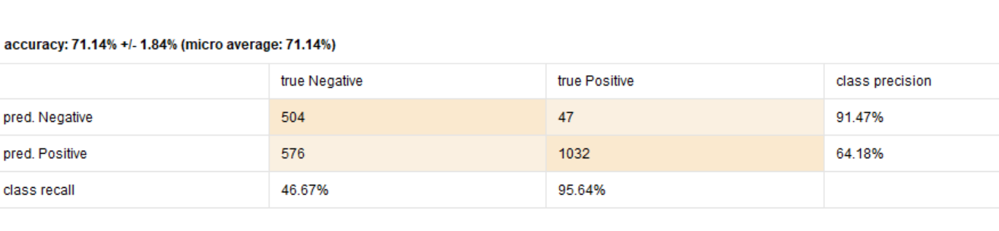 accuracy: 71.14% +/- 1.84% (micro average: 71.14%)
true Negative true Positive class precision
pred. Negative 504 47 91.47%
pred. Positive 576 1032 64.18%
class recall 46.67% 95.64%